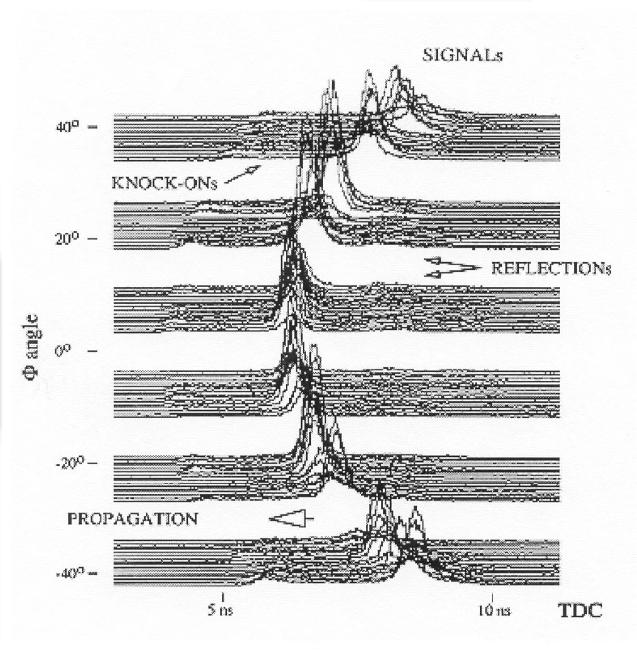 SIGNALs
40°
KNOCK-ONs
20°
REFLECTIONs
Φ angle
0°
-20°
PROPAGATION
-40°
5 ns
10 ns
TDC